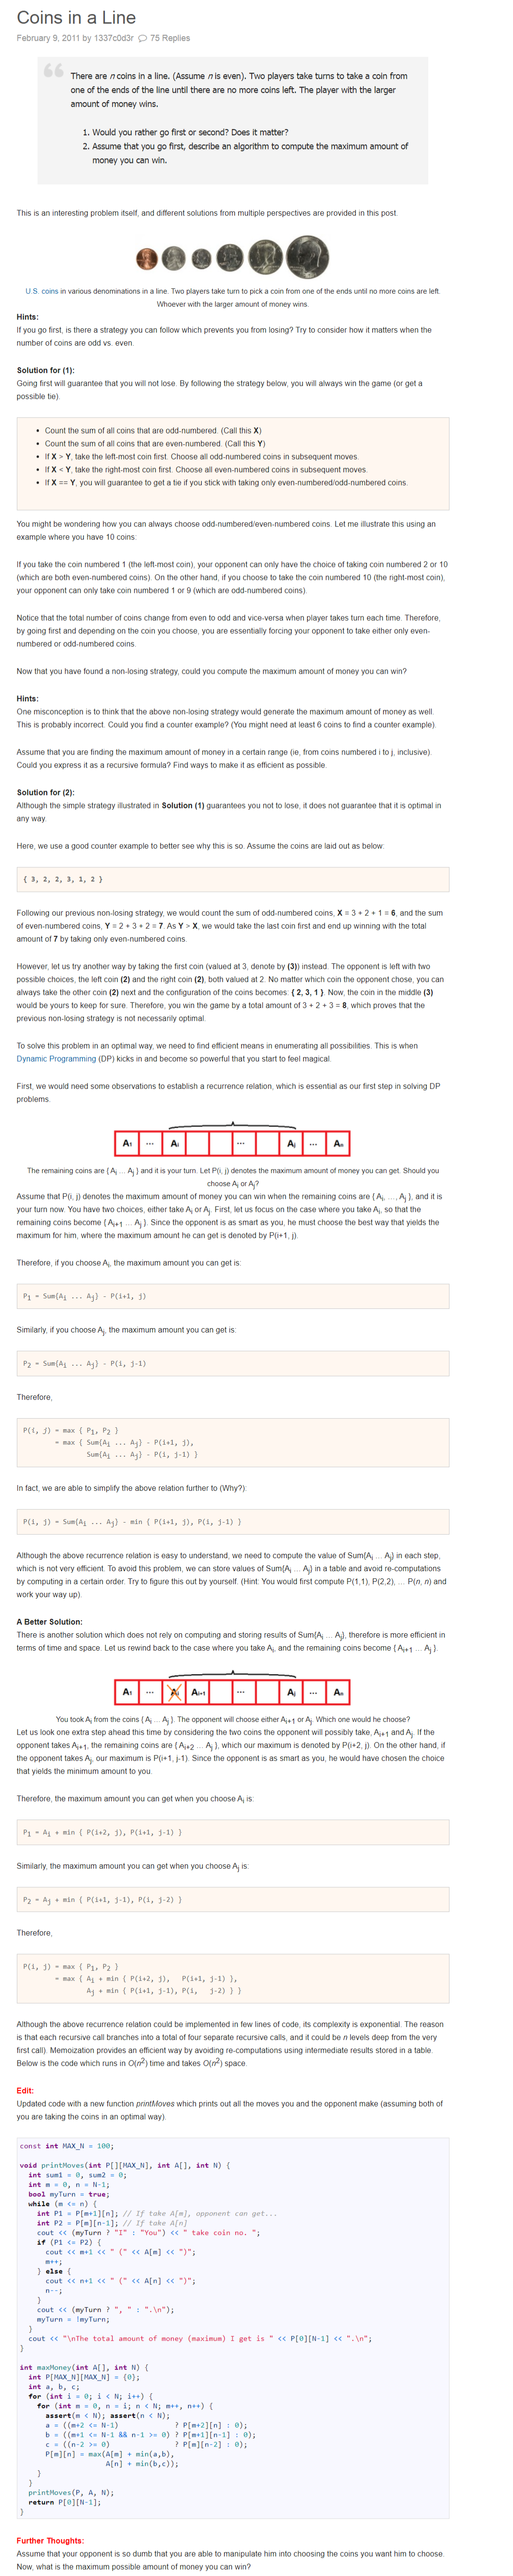 Coins in a Line
February 9, 2011 by 1337c0d3r 75 Replies
There are n coins in a line. (Assume n is even). Two players take turns to take a coin from
one of the ends of the line until there are no more coins left. The player with the larger
amount of money wins.
1. Would you rather go first or second? Does it matter?
2. Assume that you go first, describe an algorithm to compute the maximum amount of
money you can win.
This is an interesting problem itself, and different solutions from multiple perspectives are provided in this post.
U.S. coins in various denominations in a line. Two players take turn to pick a coin from one of the ends until no more coins are left.
Whoever with the larger amount of money wins.
Hints:
If you go first, is there a strategy you can follow which prevents you from losing? Try to consider how it matters when the
number of coins are odd vs. even.
Solution for (1):
Going first will guarantee that you will not lose. By following the strategy below, you will always win the game (or get a
possible tie).
• Count the sum of all coins that are odd-numbered. (Call this X)
• Count the sum of all coins that are even-numbered. (Call this Y)
• If X > Y, take the left-most coin first. Choose all odd-numbered coins in subsequent moves.
• If X < Y, take the right-most coin first. Choose all even-numbered coins in subsequent moves.
• If X == Y, you will guarantee to get a tie if you stick with taking only even-numbered/odd-numbered coins.
You might be wondering how you can always choose odd-numbered/even-numbered coins. Let me illustrate this using an
example where you have 10 coins:
If you take the coin numbered 1 (the left-most coin), your opponent can only have the choice of taking coin numbered 2 or 10
(which are both even-numbered coins). On the other hand, if you choose to take the coin numbered 10 (the right-most coin),
your opponent can only take coin numbered 1 or 9 (which are odd-numbered coins).
Notice that the total number of coins change from even to odd and vice-versa when player takes turn each time. Therefore,
by going first and depending on the coin you choose, you are essentially forcing your opponent to take either only even-
numbered or odd-numbered coins.
Now that you have found a non-losing strategy, could you compute the maximum amount of money you can win?
Hints:
One misconception is to think that the above non-losing strategy would generate the maximum amount of money as well.
This is probably incorrect. Could you find a counter example? (You might need at least 6 coins to find a counter example).
Assume that you are finding the maximum amount of money in a certain range (ie, from coins numbered i to j, inclusive).
Could you express it as a recursive formula? Find ways to make it as efficient as possible.
Solution for (2):
Although the simple strategy illustrated in Solution (1) guarantees you not to lose, it does not guarantee that it is optimal in
any way.
Here, we use a good counter example to better see why this is so. Assume the coins are laid out as below:
{ 3, 2, 2, 3, 1, 2 }
Following our previous non-losing strategy, we would count the sum of odd-numbered coins, X = 3 + 2 + 1 = 6, and the sum
of even-numbered coins, Y = 2 + 3 + 2 = 7. As Y > X, we would take the last coin first and end up winning with the total
amount of 7 by taking only even-numbered coins.
However, let us try another way by taking the first coin (valued at 3, denote by (3)) instead. The opponent is left with two
possible choices, the left coin (2) and the right coin (2), both valued at 2. No matter which coin the opponent chose, you can
always take the other coin (2) next and the configuration of the coins becomes: { 2, 3, 1 }. Now, the coin in the middle (3)
would be yours to keep for sure. Therefore, you win the game by a total amount of 3 + 2 + 3 = 8, which proves that the
previous non-losing strategy is not necessarily optimal.
To solve this problem in an optimal way, we need to find efficient means in enumerating all possibilities. This is when
Dynamic Programming (DP) kicks in and become so powerful that you start to feel magical.
First, we would need some observations to establish a recurrence relation, which is essential as our first step in solving DP
problems.
A1 ... Ai ... Aj ... An
The remaining coins are { Ai ... Aj } and it is your turn. Let P(i, j) denotes the maximum amount of money you can get. Should you
choose Ai or Aj?
Assume that P(i, j) denotes the maximum amount of money you can win when the remaining coins are { Ai, ..., Aj }, and it is
your turn now. You have two choices, either take Ai or Aj. First, let us focus on the case where you take Ai, so that the
remaining coins become { Ai+1 ... Aj }. Since the opponent is as smart as you, he must choose the best way that yields the
maximum for him, where the maximum amount he can get is denoted by P(i+1, j).
Therefore, if you choose Ai, the maximum amount you can get is:
P1 = Sum{Ai ... Aj} - P(i+1, j)
Similarly, if you choose Aj, the maximum amount you can get is:
P2 = Sum{Ai ... Aj} - P(i, j-1)
Therefore,
P(i, j) = max { P1, P2 }
= max { Sum{Ai ... Aj} - P(i+1, j),
Sum{Ai ... Aj} - P(i, j-1) }
In fact, we are able to simplify the above relation further to (Why?):
P(i, j) = Sum{Ai ... Aj} - min { P(i+1, j), P(i, j-1) }
Although the above recurrence relation is easy to understand, we need to compute the value of Sum{Ai ... Aj} in each step,
which is not very efficient. To avoid this problem, we can store values of Sum{Ai ... Aj} in a table and avoid re-computations
by computing in a certain order. Try to figure this out by yourself. (Hint: You would first compute P(1,1), P(2,2), ... P(n, n) and
work your way up).
A Better Solution:
There is another solution which does not rely on computing and storing results of Sum{Ai ... Aj}, therefore is more efficient in
terms of time and space. Let us rewind back to the case where you take Ai, and the remaining coins become { Ai+1 ... Aj }.
A1 ... Ai Ai+1 ... Aj ... An
You took Ai from the coins { Ai ... Aj }. The opponent will choose either Ai+1 or Aj. Which one would he choose?
Let us look one extra step ahead this time by considering the two coins the opponent will possibly take, Ai+1 and Aj. If the
opponent takes Ai+1, the remaining coins are { Ai+2 ... Aj }, which our maximum is denoted by P(i+2, j). On the other hand, if
the opponent takes Aj, our maximum is P(i+1, j-1). Since the opponent is as smart as you, he would have chosen the choice
that yields the minimum amount to you.
Therefore, the maximum amount you can get when you choose Ai is:
P1 = Ai + min { P(i+2, j), P(i+1, j-1) }
Similarly, the maximum amount you can get when you choose Aj is:
P2 = Aj + min { P(i+1, j-1), P(i, j-2) }
Therefore,
P(i, j) = max { P1, P2 }
= max { Ai + min { P(i+2, j), P(i+1, j-1) },
Aj + min { P(i+1, j-1), P(i, j-2) } }
Although the above recurrence relation could be implemented in few lines of code, its complexity is exponential. The reason
is that each recursive call branches into a total of four separate recursive calls, and it could be n levels deep from the very
first call). Memoization provides an efficient way by avoiding re-computations using intermediate results stored in a table.
Below is the code which runs in O(n2) time and takes O(n2) space.
Edit:
Updated code with a new function printMoves which prints out all the moves you and the opponent make (assuming both of
you are taking the coins in an optimal way).
const int MAX_N = 100;
void printMoves(int P[][MAX_N], int A[], int N) {
int sum1 = 0, sum2 = 0;
int m = 0, n = N-1;
bool myTurn = true;
while (m <= n) {
int P1 = P[m+1][n]; // If take A[m], opponent can get...
int P2 = P[m][n-1]; // If take A[n]
cout << (myTurn ? "I" : "You") << " take coin no. ";
if (P1 <= P2) {
cout << m+1 << " (" << A[m] << ")";
m++;
} else {
cout << n+1 << " (" << A[n] << ")";
n--;
}
cout << (myTurn ? ", " : ".\n");
myTurn = !myTurn;
}
cout << "\nThe total amount of money (maximum) I get is " << P[0][N-1] << ".\n";
}
int maxMoney(int A[], int N) {
int P[MAX_N][MAX_N] = {0};
int a, b, c;
for (int i = 0; i < N; i++) {
for (int m = 0, n = i; n < N; m++, n++) {
assert(m < N); assert(n < N);
a = ((m+2 <= N-1) ? P[m+2][n] : 0);
b = ((m+1 <= N-1 && n-1 >= 0) ? P[m+1][n-1] : 0);
c = ((n-2 >= 0) ? P[m][n-2] : 0);
P[m][n] = max(A[m] + min(a,b),
A[n] + min(b,c));
}
}
printMoves(P, A, N);
return P[0][N-1];
}
Further Thoughts:
Assume that your opponent is so dumb that you are able to manipulate him into choosing the coins you want him to choose.
Now, what is the maximum possible amount of money you can win?